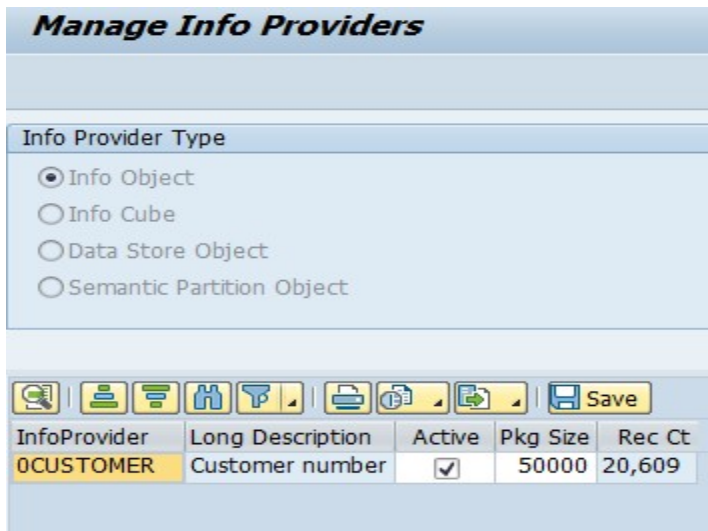 Manage Info Providers
Info Provider Type
Info Object
Info Cube
Data Store Object
Semantic Partition Object
Save
InfoProvider Long Description Active Pkg Size Rec Ct
0CUSTOMER Customer number 50000 20,609